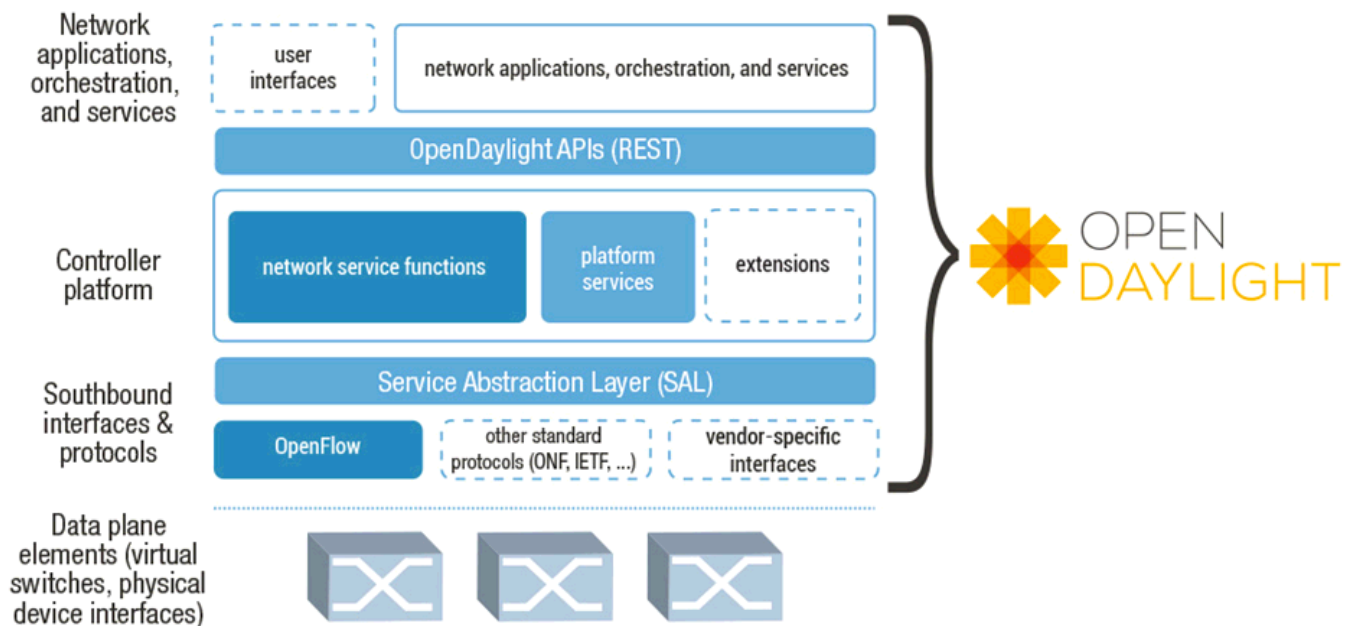 Network
applications,
orchestration,
and services
user
interfaces
network applications, orchestration, and services
OpenDaylight APIs (REST)
Controller
platform
network service functions
platform
services
extensions
Service Abstraction Layer (SAL)
Southbound
interfaces &
protocols
OpenFlow
other standard
protocols (ONF, IETF, ...)
vendor-specific
interfaces
Data plane
elements (virtual
switches, physical
device interfaces)
OPEN
DAYLIGHT